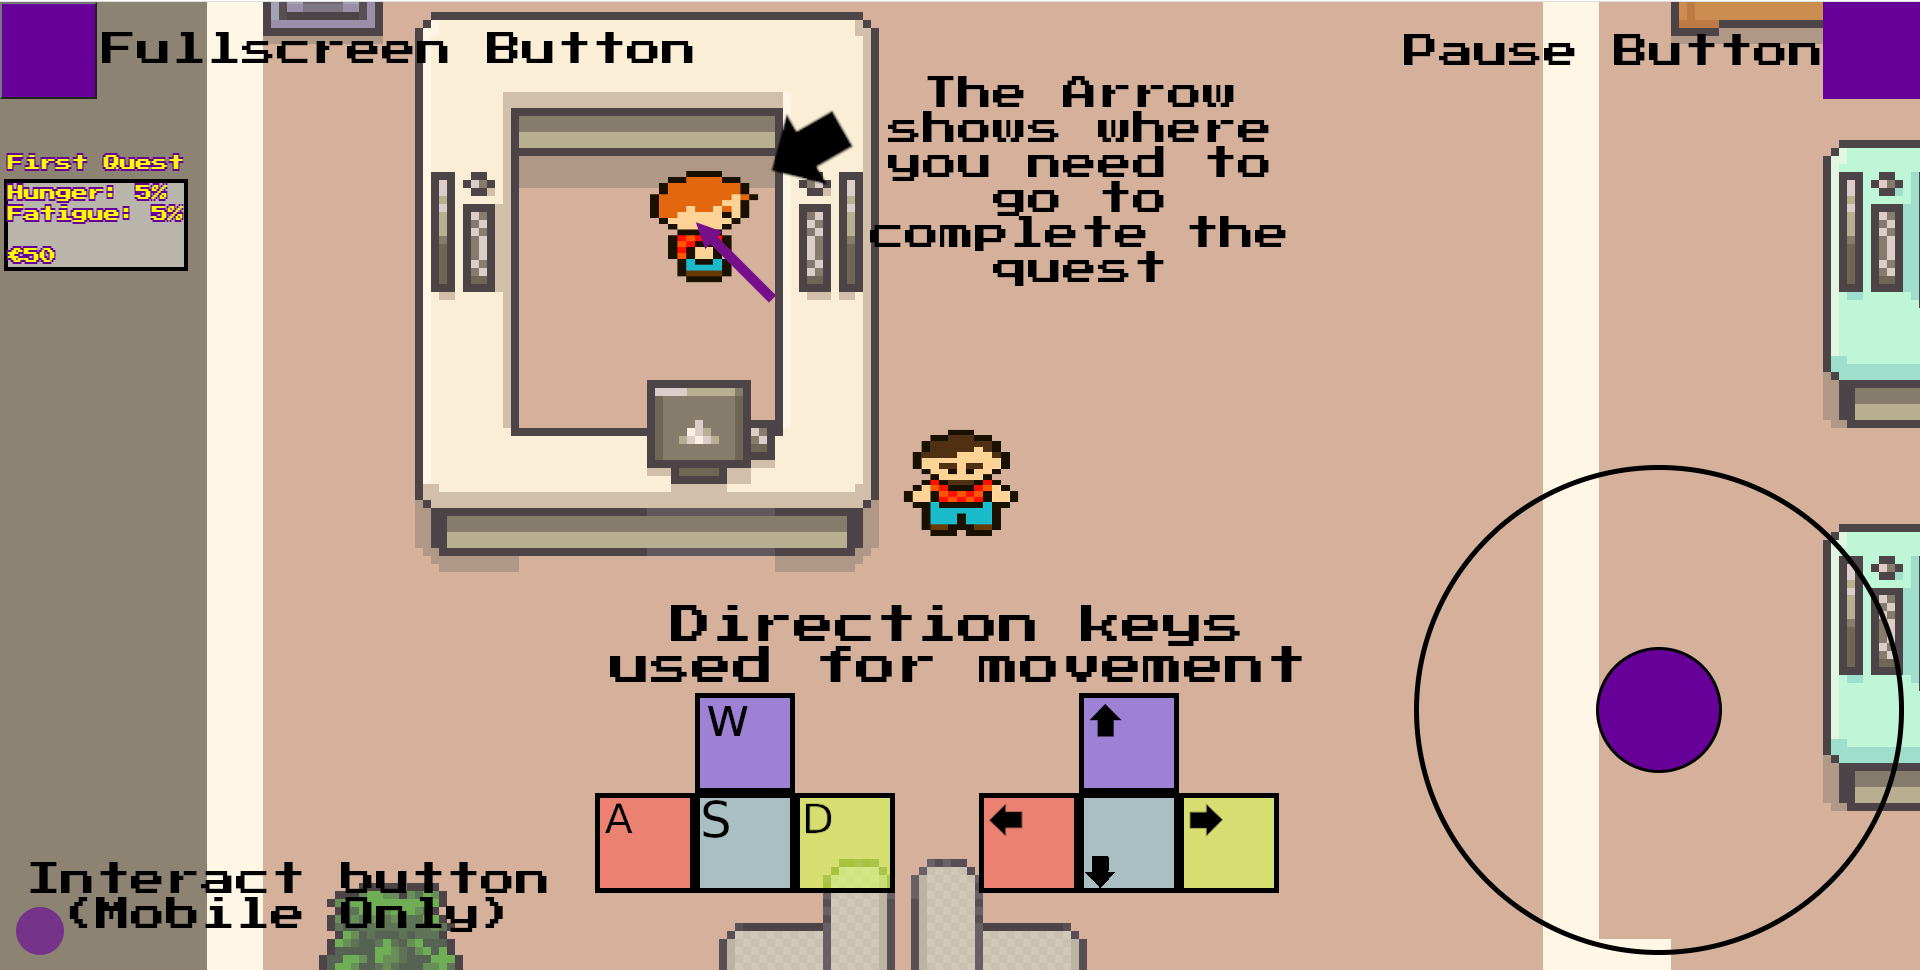 Fullscreen Button
Pause Button
The Arrow
shows where
you need to
go to
complete the
quest
First Quest
Hunger: 5%
Fatigue: 5%
€50
Direction keys
used for movement
W
A S D
Interact button
(Mobile Only)